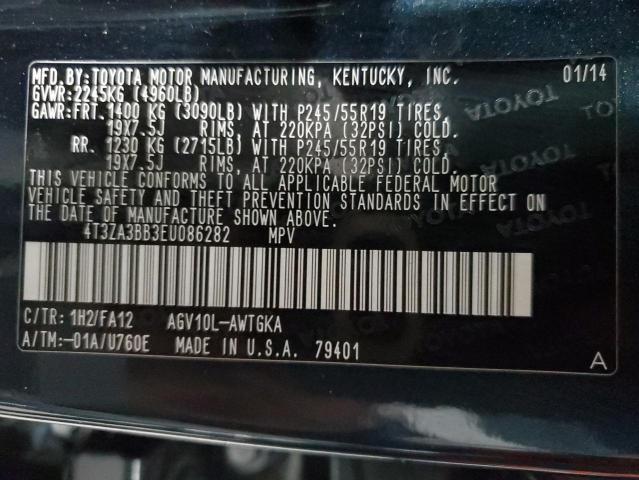 MFD.BY:TOYOTA MOTOR MANUFACTURING, KENTUCKY, INC. 01/14
GVWR:2245KG (4960LB)
GAWR:FRT. 1400 KG (3090LB) WITH P245/55R19 TIRES,
19X7.5J RIMS, AT 220KPA (32PSI) COLD.
RR. 1230 KG (2715LB) WITH P245/55R19 TIRES,
19X7.5J RIMS, AT 220KPA (32PSI) COLD.
THIS VEHICLE CONFORMS TO ALL APPLICABLE FEDERAL MOTOR
VEHICLE SAFETY AND THEFT PREVENTION STANDARDS IN EFFECT ON
THE DATE OF MANUFACTURE SHOWN ABOVE.
4T3ZA3BB3EU086282 MPV
C/TR: 1H2/FA12 AGV10L-AWTGKA
A/TM:-01A/U760E MADE IN U.S.A. 79401 A